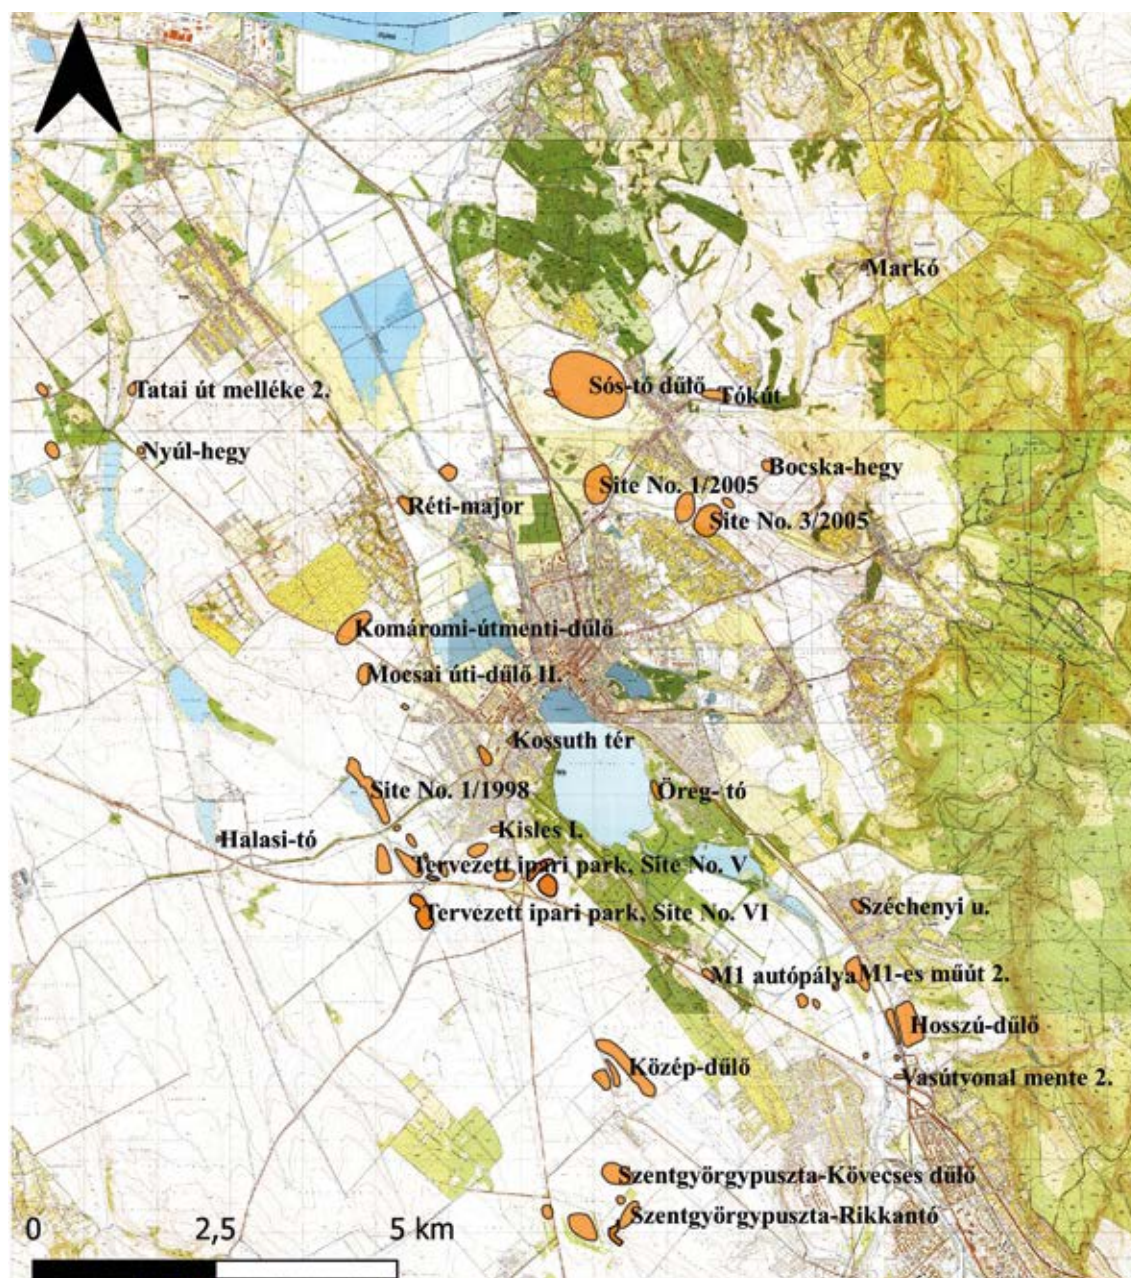 Markó
Sós-tó dűlő
Tókút
Tatai út melléke 2.
Nyúl-hegy
Bocska-hegy
Site No. 1/2005
Réti-major
Site No. 3/2005
Komáromi-útmenti-dűlő
Mocsai úti-dűlő II.
Kossuth tér
Site No. 1/1998
Öreg- tó
Kisles I.
Halasi-tó
Tervezett ipari park, Site No. V
Tervezett ipari park, Site No. VI
Széchenyi u.
M1 autópálya
M1-es műút 2.
Hosszú-dűlő
Közép-dűlő
Vasútvonal mente 2.
Szentgyörgypuszta-Kövecses dűlő
Szentgyörgypuszta-Rikkantó
0 2,5 5 km